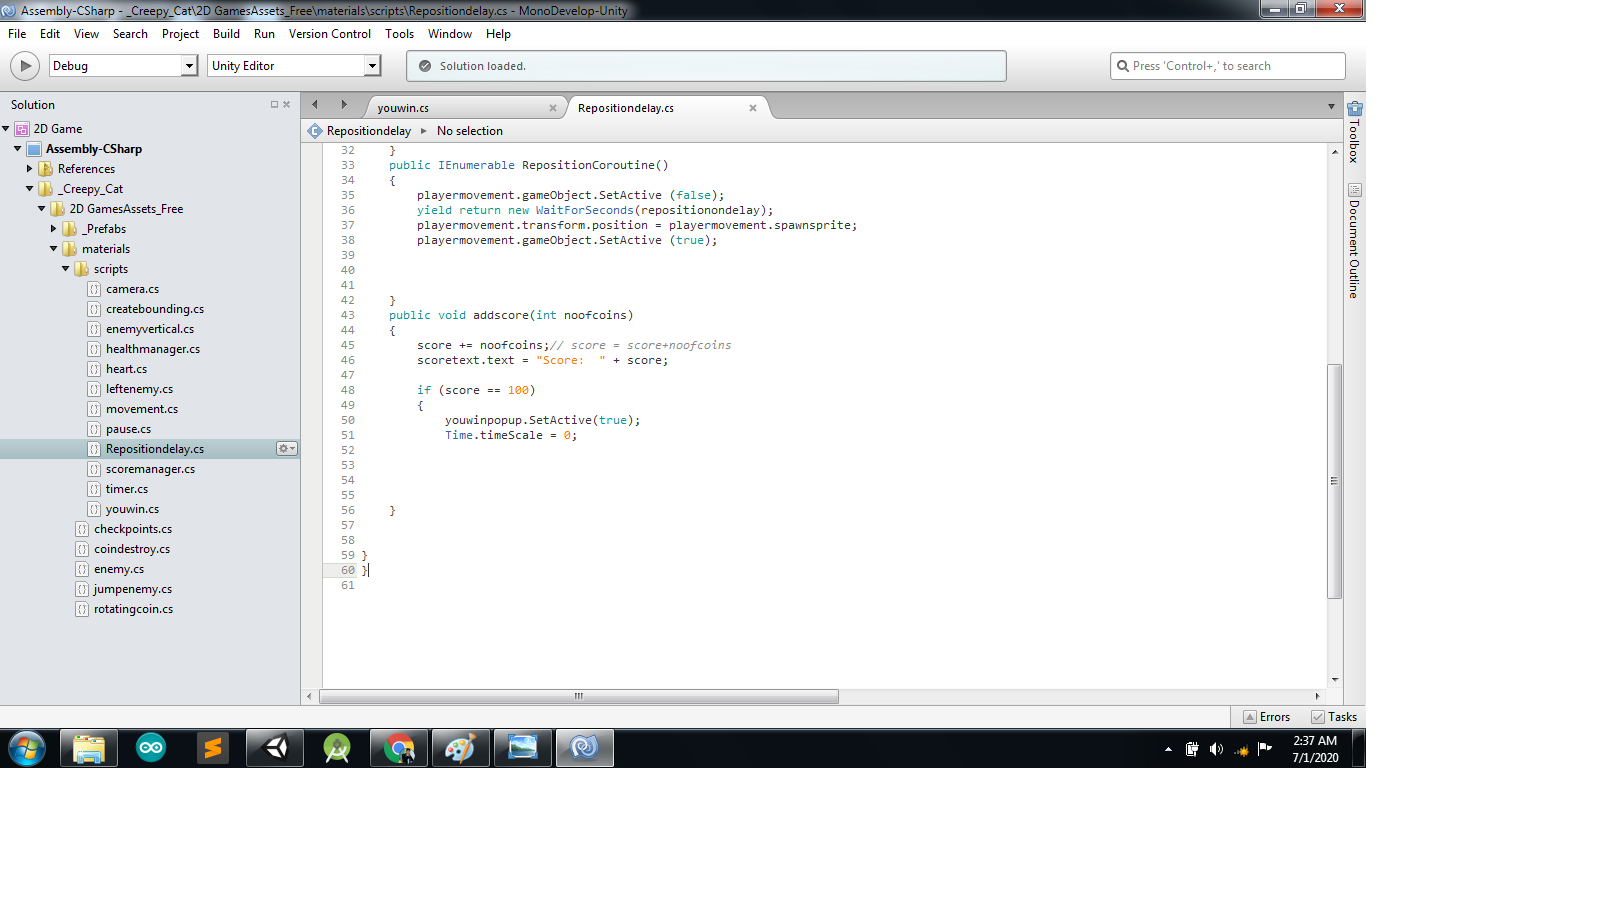 Assembly-CSharp - _Creepy_Cat\2D GamesAssets_Free\materials\scripts\Repositiondelay.cs - MonoDevelop-Unity
File Edit View Search Project Build Run Version Control Tools Window Help
Debug Unity Editor Solution loaded. Press 'Control+,' to search
Solution
2D Game
Assembly-CSharp
References
_Creepy_Cat
2D GamesAssets_Free
_Prefabs
materials
scripts
camera.cs
createbounding.cs
enemyvertical.cs
healthmanager.cs
heart.cs
leftenemy.cs
movement.cs
pause.cs
Repositiondelay.cs
scoremanager.cs
timer.cs
youwin.cs
checkpoints.cs
coindestroy.cs
enemy.cs
jumpenemy.cs
rotatingcoin.cs
youwin.cs Repositiondelay.cs
Repositiondelay No selection
32 }
33 public IEnumerable RepositionCoroutine()
34 {
35 playermovement.gameObject.SetActive (false);
36 yield return new WaitForSeconds(repositionondelay);
37 playermovement.transform.position = playermovement.spawnsprite;
38 playermovement.gameObject.SetActive (true);
39
40
41
42 }
43 public void addscore(int noofcoins)
44 {
45 score += noofcoins;// score = score+noofcoins
46 scoretext.text = "Score:  " + score;
47
48 if (score == 100)
49 {
50 youwinpopup.SetActive(true);
51 Time.timeScale = 0;
52
53
54
55
56 }
57
58
59 }
60 }
61
Toolbox
Document Outline
Errors Tasks
2:37 AM
7/1/2020